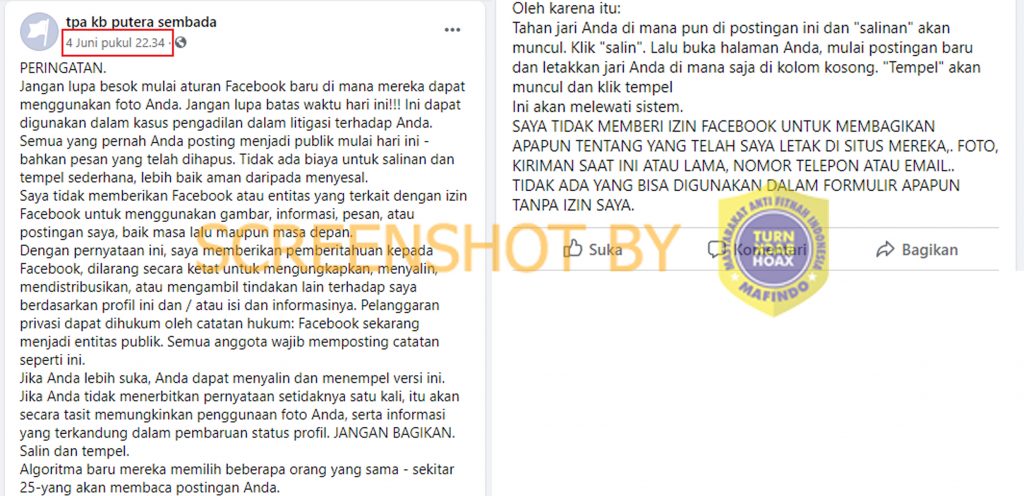 tpa kb putera sembada
4 Juni pukul 22.34 ·
PERINGATAN.
Jangan lupa besok mulai aturan Facebook baru di mana mereka dapat
menggunakan foto Anda. Jangan lupa batas waktu hari ini!!! Ini dapat
digunakan dalam kasus pengadilan dalam litigasi terhadap Anda.
Semua yang pernah Anda posting menjadi publik mulai hari ini -
bahkan pesan yang telah dihapus. Tidak ada biaya untuk salinan dan
tempel sederhana, lebih baik aman daripada menyesal.
Saya tidak memberikan Facebook atau entitas yang terkait dengan izin
Facebook untuk menggunakan gambar, informasi, pesan, atau
postingan saya, baik masa lalu maupun masa depan.
Dengan pernyataan ini, saya memberikan pemberitahuan kepada
Facebook, dilarang secara ketat untuk mengungkapkan, menyalin,
mendistribusikan, atau mengambil tindakan lain terhadap saya
berdasarkan profil ini dan / atau isi dan informasinya. Pelanggaran
privasi dapat dihukum oleh catatan hukum: Facebook sekarang
menjadi entitas publik. Semua anggota wajib memposting catatan
seperti ini.
Jika Anda lebih suka, Anda dapat menyalin dan menempel versi ini.
Jika Anda tidak menerbitkan pernyataan setidaknya satu kali, itu akan
secara tasit memungkinkan penggunaan foto Anda, serta informasi
yang terkandung dalam pembaruan status profil. JANGAN BAGIKAN.
Salin dan tempel.
Algoritma baru mereka memilih beberapa orang yang sama - sekitar
25-yang akan membaca postingan Anda.
Oleh karena itu:
Tahan jari Anda di mana pun di postingan ini dan "salinan" akan
muncul. Klik "salin". Lalu buka halaman Anda, mulai postingan baru
dan letakkan jari Anda di mana saja di kolom kosong. "Tempel" akan
muncul dan klik tempel
Ini akan melewati sistem.
SAYA TIDAK MEMBERI IZIN FACEBOOK UNTUK MEMBAGIKAN
APAPUN TENTANG YANG TELAH SAYA LETAK DI SITUS MEREKA,. FOTO,
KIRIMAN SAAT INI ATAU LAMA, NOMOR TELEPON ATAU EMAIL..
TIDAK ADA YANG BISA DIGUNAKAN DALAM FORMULIR APAPUN
TANPA IZIN SAYA.
Suka
Komentari
Bagikan
SCREENSHOT BY
MASYARAKAT ANTI FITNAH INDONESIA
TURN
BACK
HOAX
MAFINDO